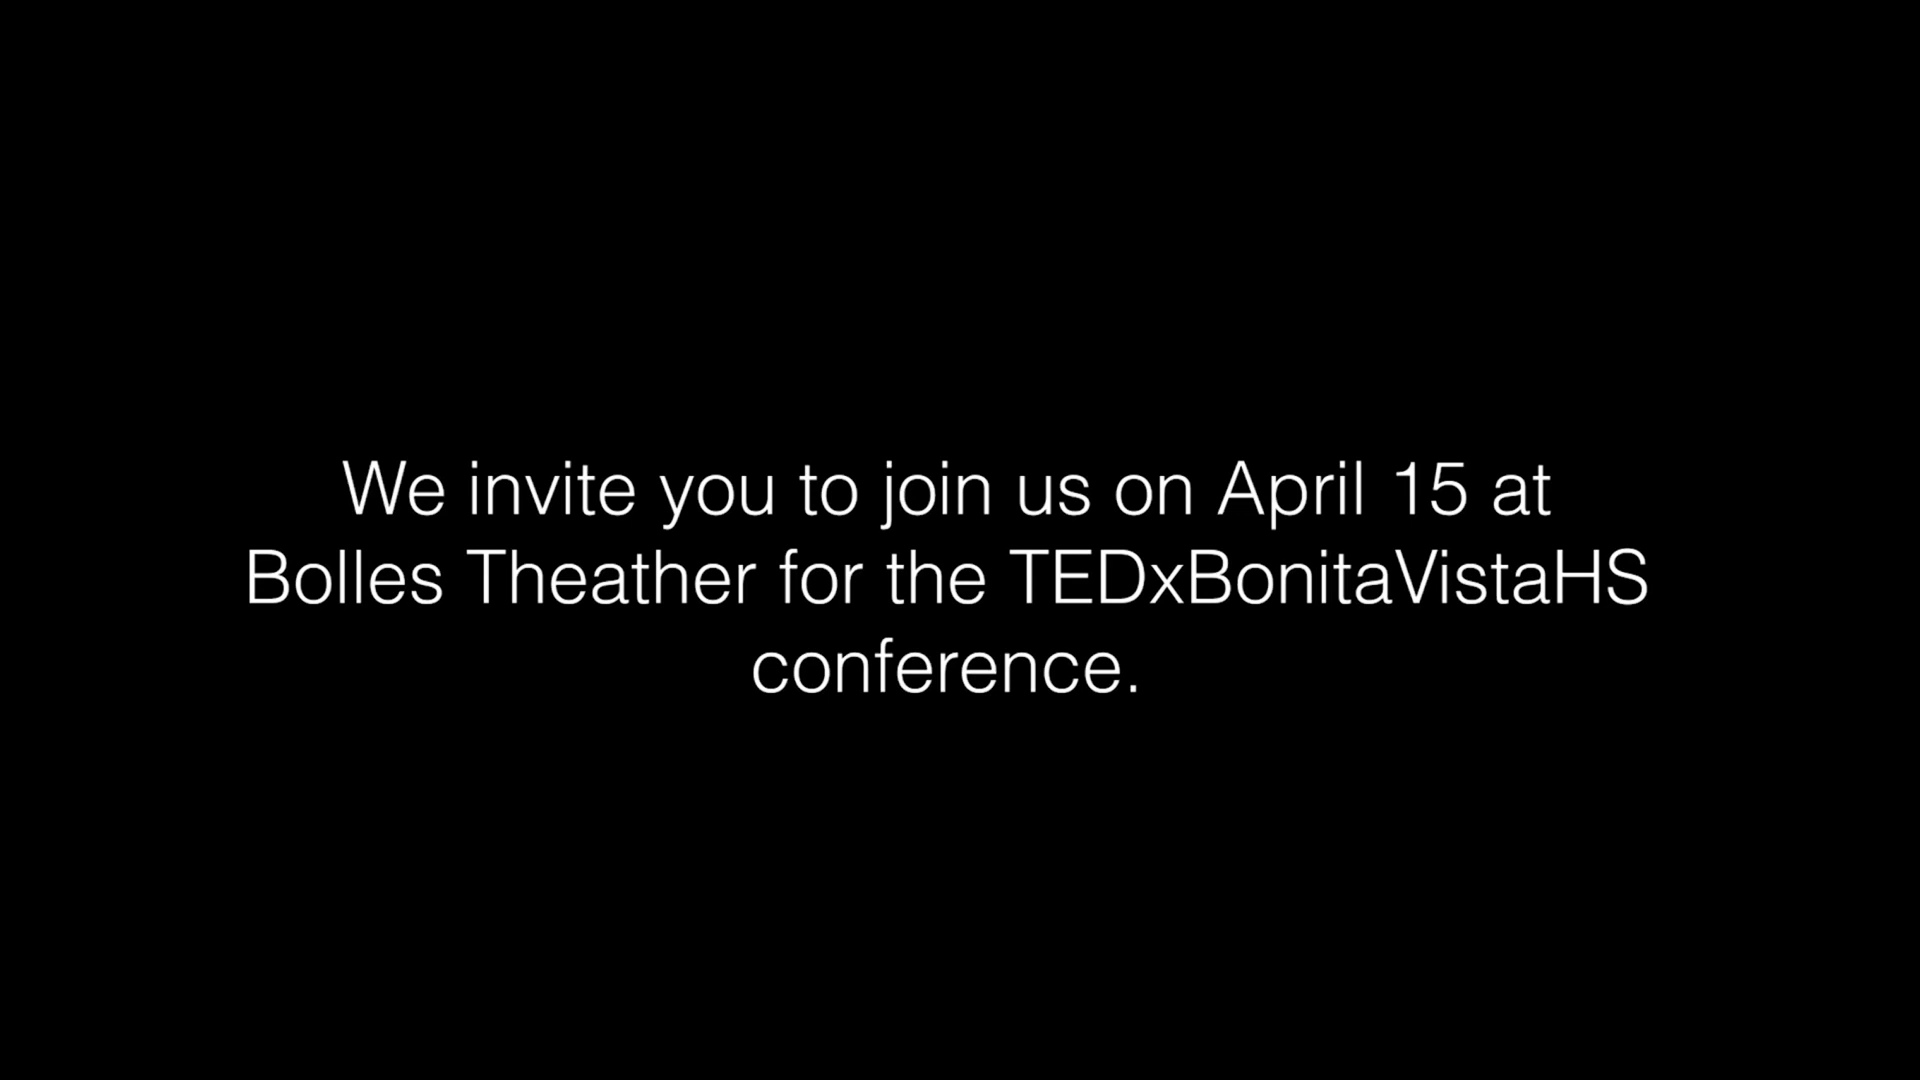 We invite you to join us on April 15 at
Bolles Theather for the TEDxBonitaVistaHS
conference.